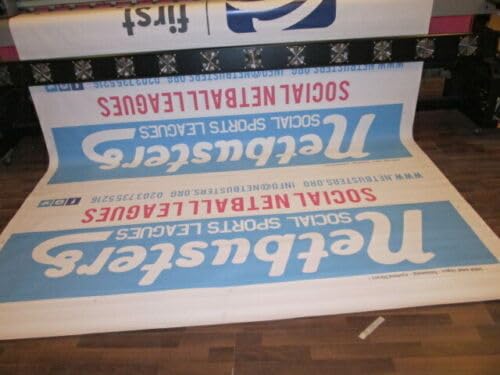 Netbusters
SOCIAL SPORTS LEAGUES
SOCIAL NETBALL LEAGUES
WWW.NETBUSTERS.ORG INFO@NETBUSTERS.ORG 02037355216
Netbusters
SOCIAL SPORTS LEAGUES
SOCIAL NETBALL LEAGUES
WWW.NETBUSTERS.ORG INFO@NETBUSTERS.ORG 02037355216
first